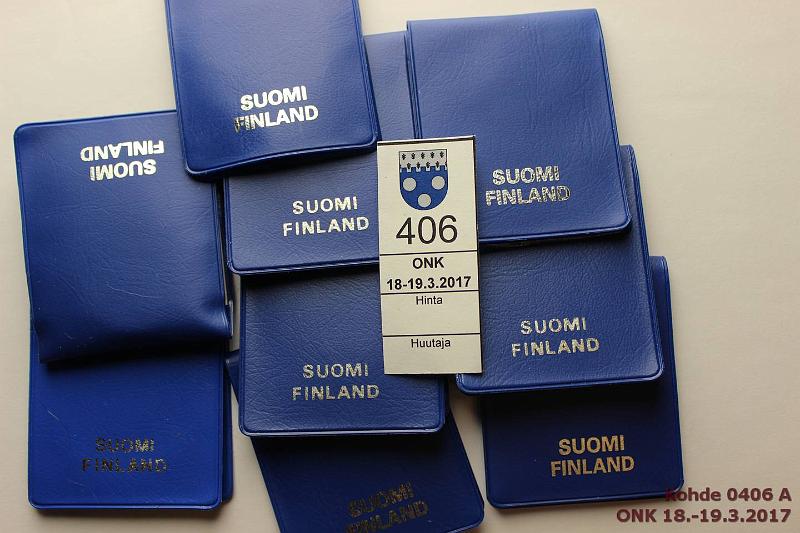 SUOMI
FINLAND
SUOMI
FINLAND
SUOMI
FINLAND
SUOMI
FINLAND
406
ONK
18-19.3.2017
Hinta
Huutaja
SUOMI
FINLAND
SUOMI
FINLAND
SUOMI
FINLAND
SUOMI
FINLAND
SUOMI
FINLAND
kohde 0406 A
ONK 18.-19.3.2017